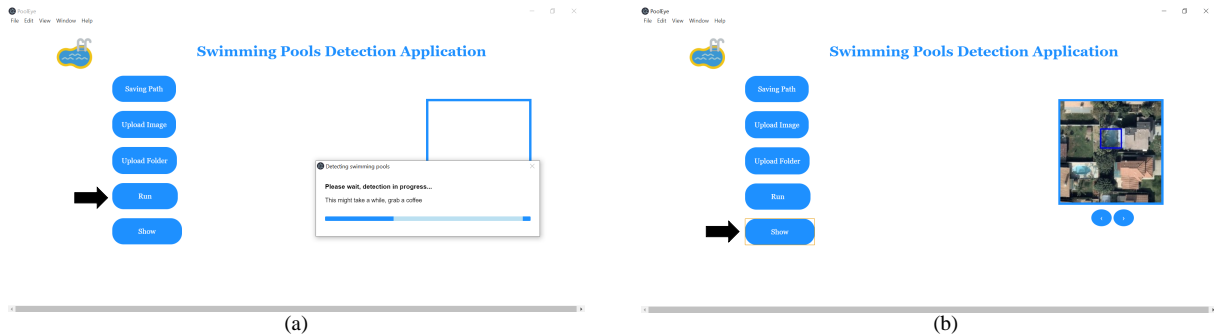 PoolEye
File Edit View Window Help
Swimming Pools Detection Application
Saving Path
Upload Image
Upload Folder
Run
Show
Detecting swimming pools
Please wait, detection in progress...
This might take a while, grab a coffee
(a)
PoolEye
File Edit View Window Help
Swimming Pools Detection Application
Saving Path
Upload Image
Upload Folder
Run
Show
(b)